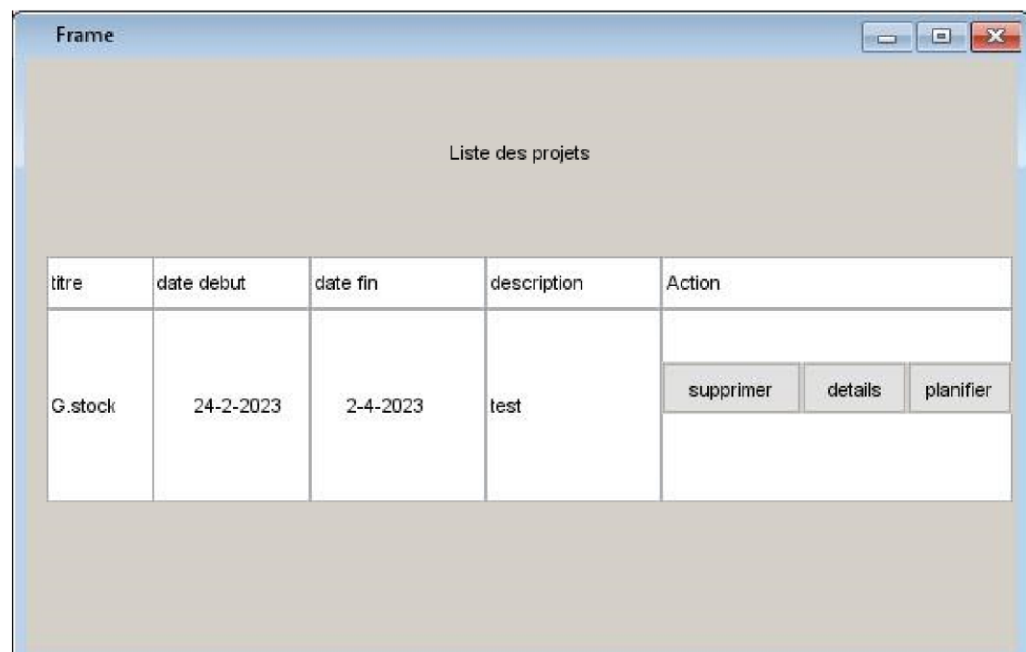 Frame
Liste des projets
titre date debut date fin description Action
G.stock 24-2-2023 2-4-2023 test supprimer details planifier